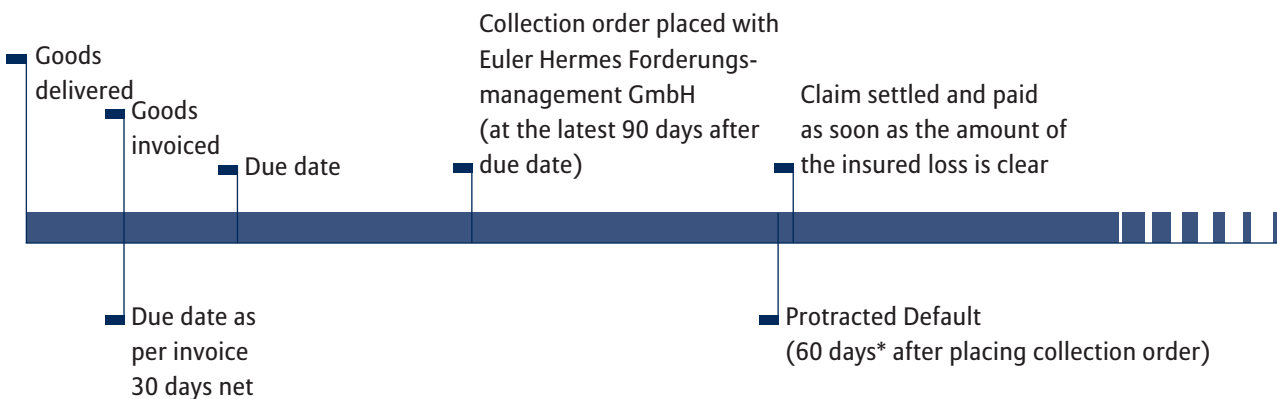 Goods
delivered
Goods
invoiced
Due date
Collection order placed with
Euler Hermes Forderungs-
management GmbH
(at the latest 90 days after
due date)
Claim settled and paid
as soon as the amount of
the insured loss is clear
Due date as
per invoice
30 days net
Protracted Default
(60 days* after placing collection order)